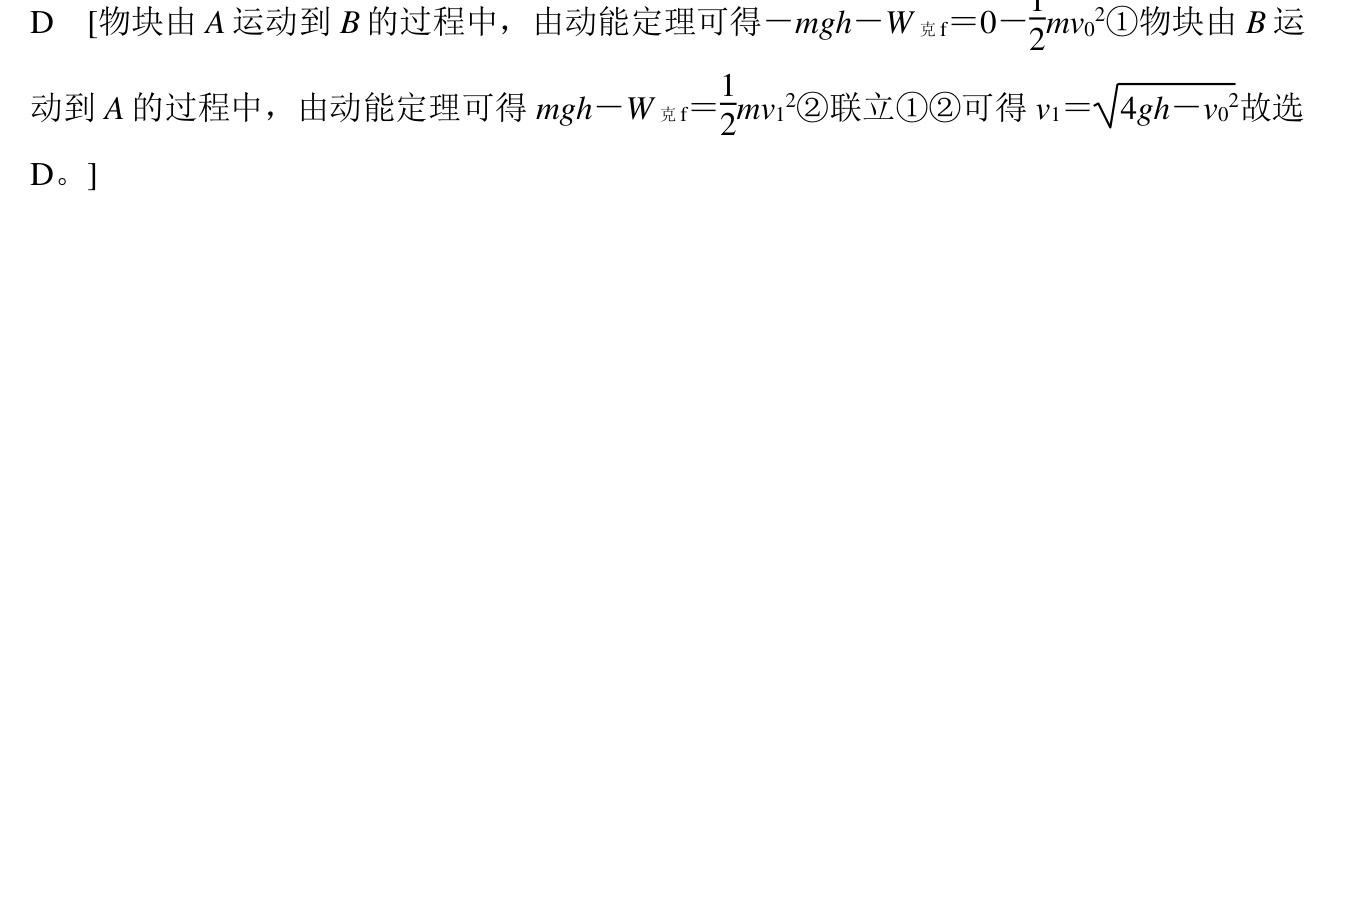 D [物块由 A 运动到 B 的过程中，由动能定理可得－mgh－W克f＝0－\frac{1}{2}mv₀²①物块由 B 运
动到 A 的过程中，由动能定理可得 mgh－W克f＝\frac{1}{2}mv₁²②联立①②可得 v₁＝\sqrt{4gh－v₀²}故选
D。]